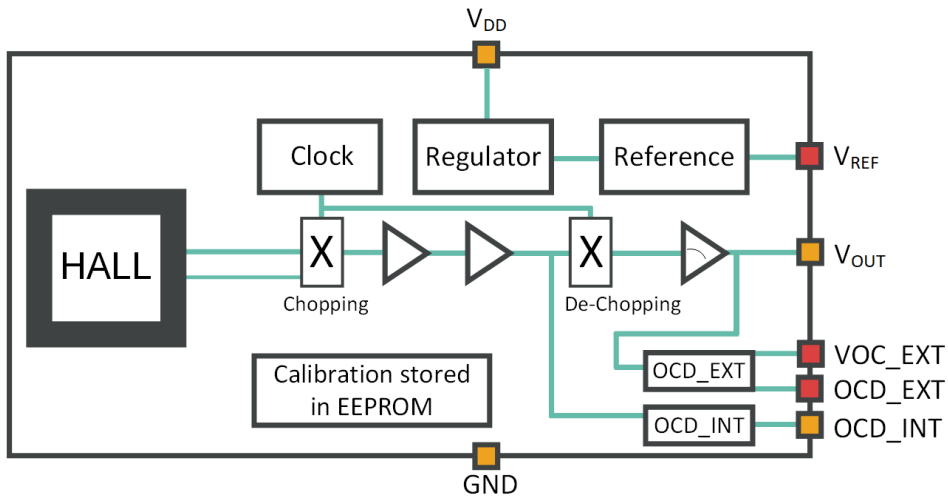 VDD
Clock
Regulator
Reference
VREF
HALL
X
X
VOUT
Chopping
De-Chopping
Calibration stored
in EEPROM
OCD_EXT
VOC_EXT
OCD_EXT
OCD_INT
OCD_INT
GND